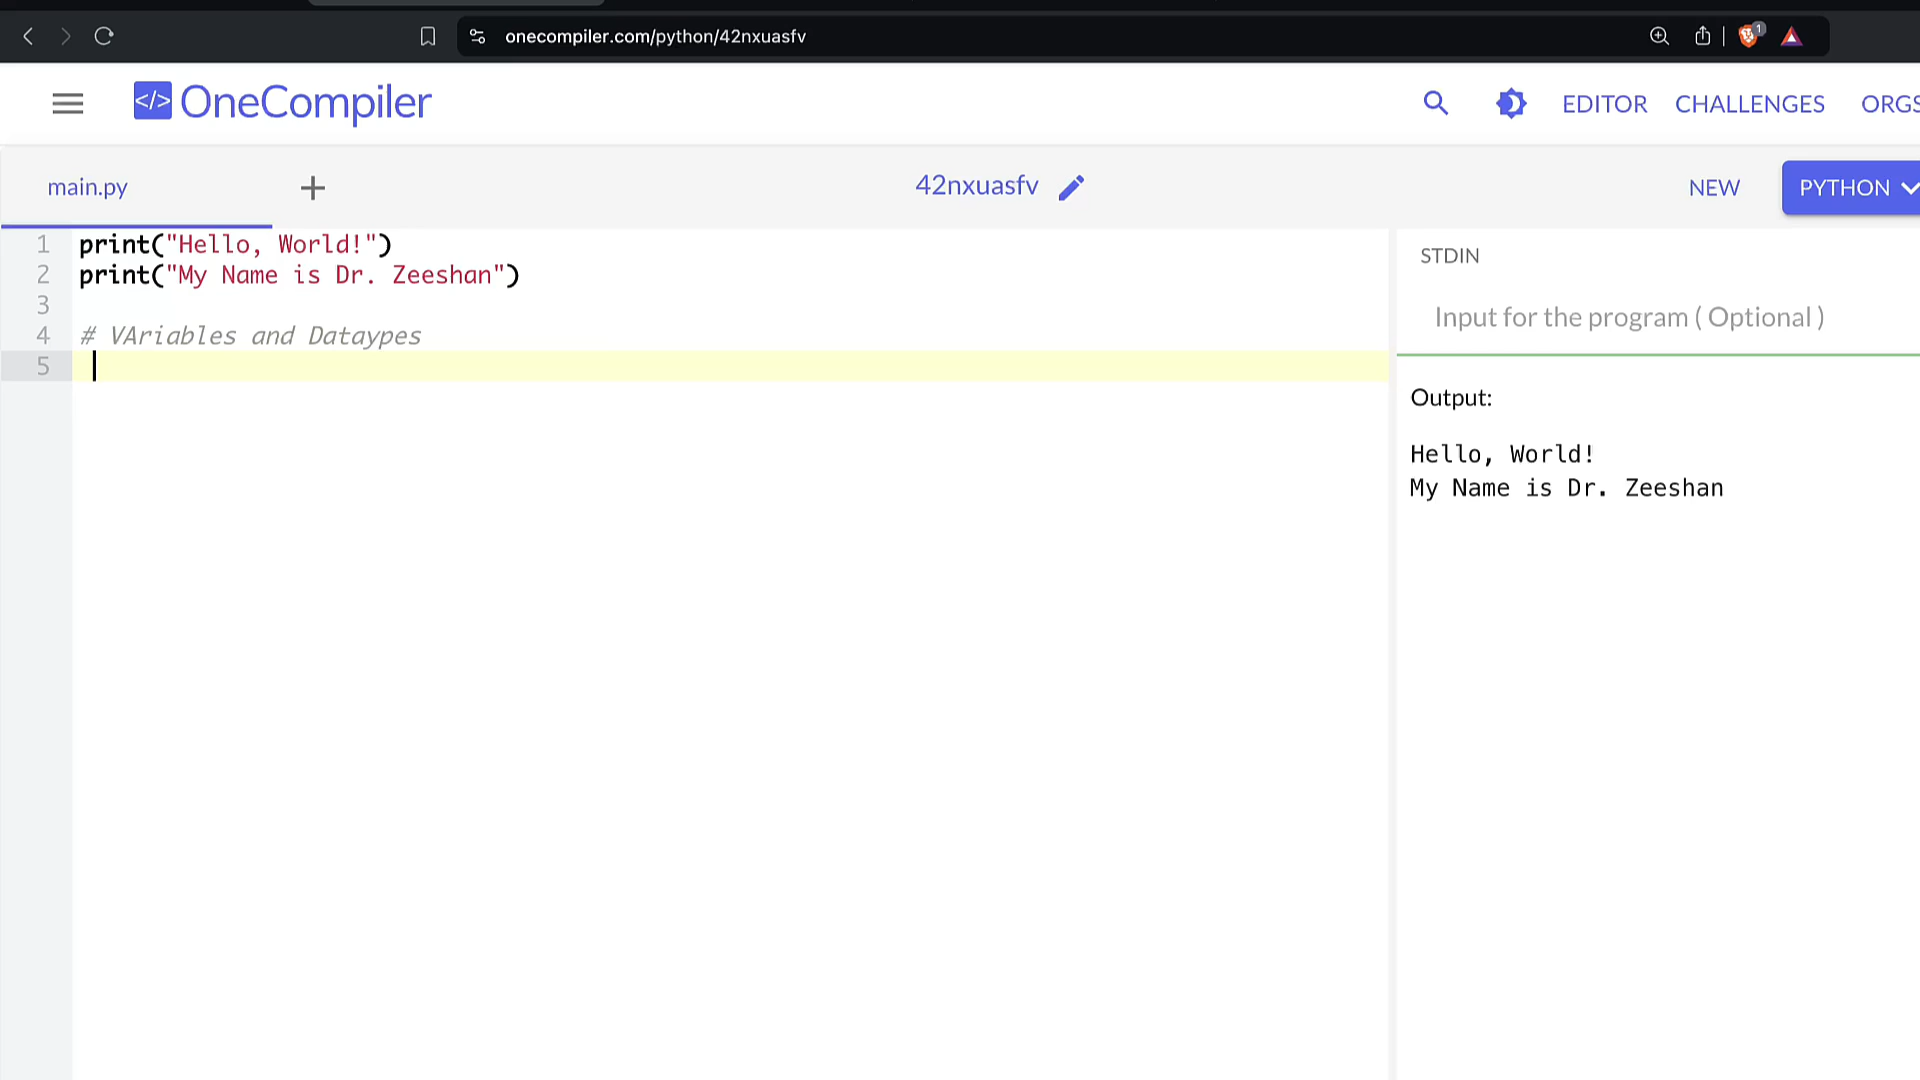 onecompiler.com/python/42nxuasfv
1
</> OneCompiler
EDITOR CHALLENGES ORGS
main.py
42nxuasfv
NEW
PYTHON
1 print("Hello, World!")
2 print("My Name is Dr. Zeeshan")
3
4 # VAriables and Dataypes
5
STDIN
Input for the program ( Optional )
Output:
Hello, World!
My Name is Dr. Zeeshan